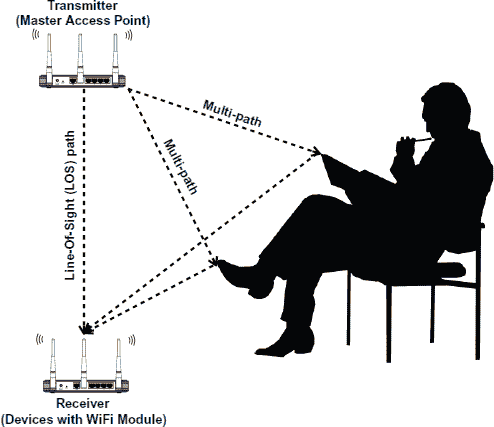 Transmitter
(Master Access Point)
Multi-path
Multi-path
Line-Of-Sight (LOS) path
Receiver
(Devices with WiFi Module)